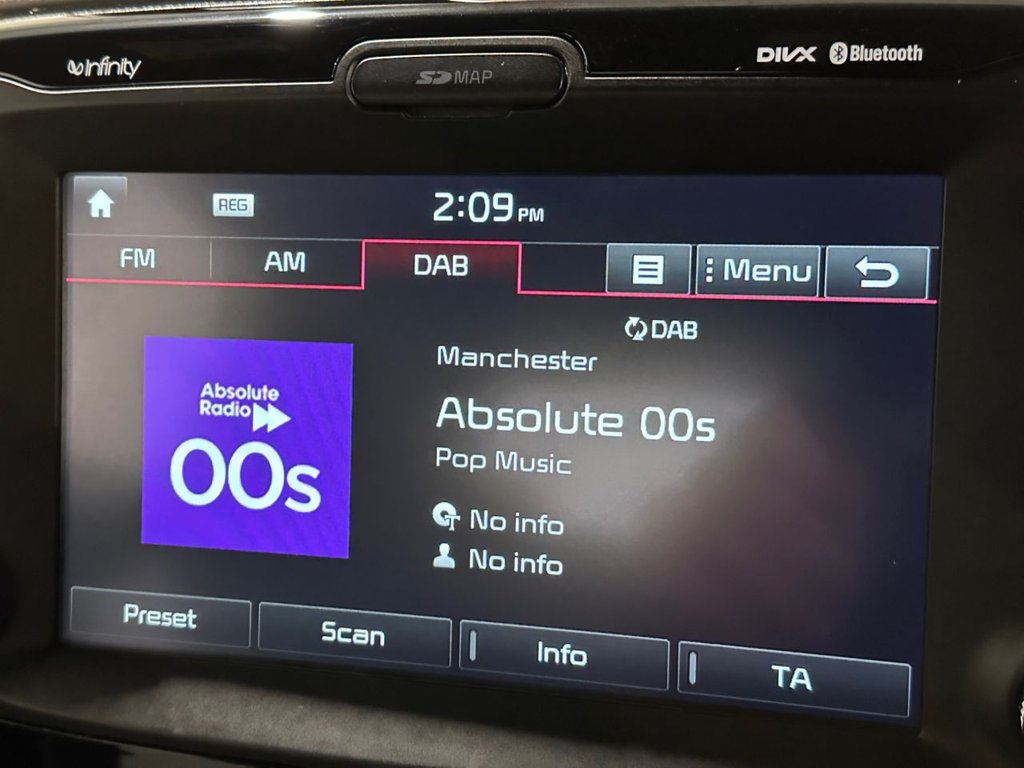 Infinity
SD MAP
DIVX Bluetooth
REG
2:09 PM
FM
AM
DAB
Menu
DAB
Manchester
Absolute
Radio
00s
Absolute 00s
Pop Music
No info
No info
Preset
Scan
Info
TA